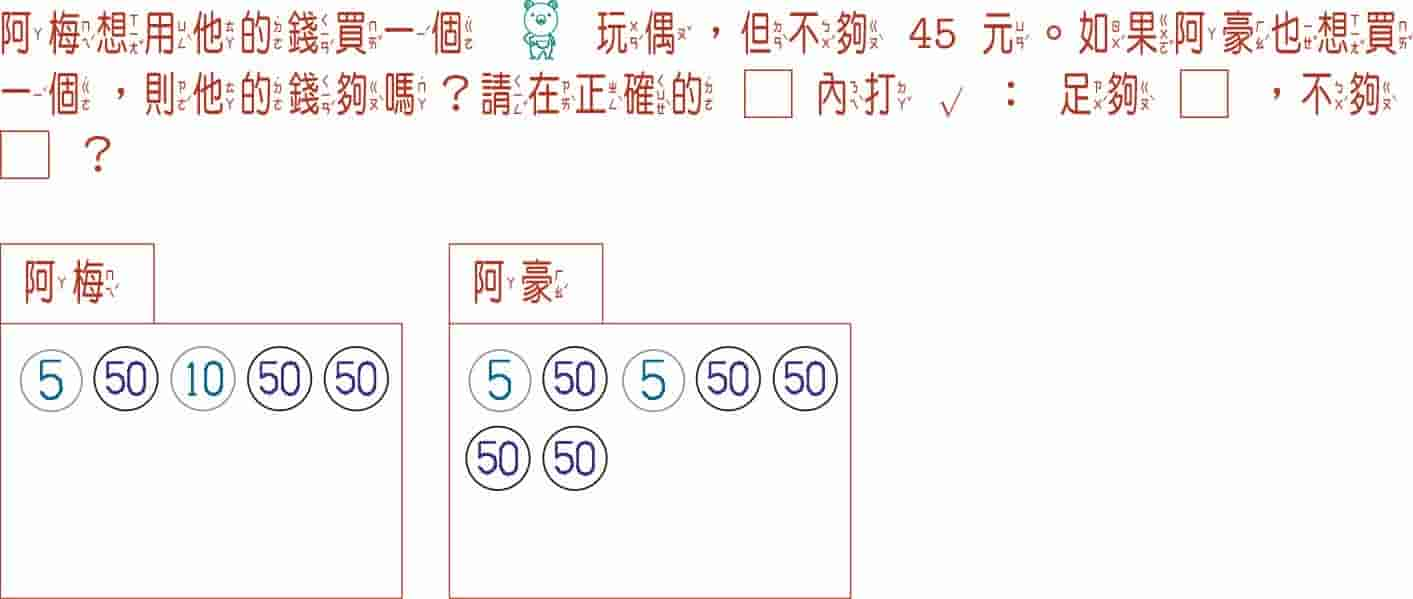 阿梅想用他的錢買一個 玩偶，但不夠 45 元。如果阿豪也想買
一個，則他的錢夠嗎？請在正確的 □ 內打 √ ： 足夠 □ ，不夠
□ ？
阿梅 阿豪
5 50 10 50 50 5 50 5 50 50
50 50